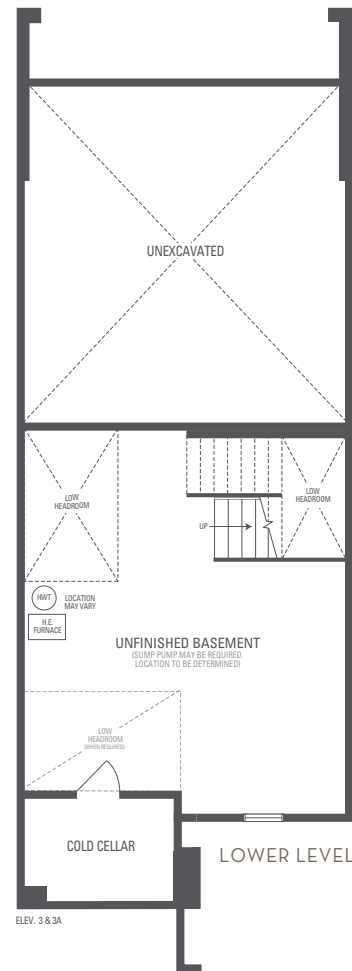 UNEXCAVATED
LOW
HEADROOM
LOW
HEADROOM
UP
HWT
LOCATION
MAY VARY
H.E.
FURNACE
UNFINISHED BASEMENT
(SUMP PUMP MAY BE REQUIRED.
LOCATION TO BE DETERMINED)
LOW
HEADROOM
(WHEN REQUIRED)
COLD CELLAR
LOWER LEVEL
ELEV. 3 & 3A